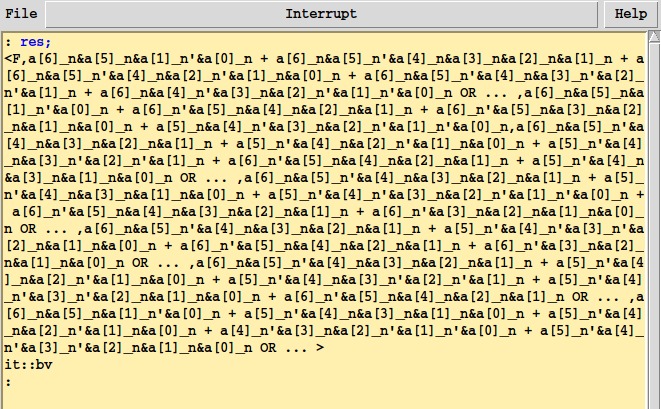 File Interrupt Help
: res;
<F,a[6]_n&a[5]_n&a[1]_n'&a[0]_n + a[6]_n&a[5]_n'&a[4]_n&a[3]_n&a[2]_n&a[1]_n + a
[6]_n&a[5]_n'&a[4]_n&a[2]_n'&a[1]_n&a[0]_n + a[6]_n&a[5]_n'&a[4]_n&a[3]_n'&a[2]_
n'&a[1]_n + a[6]_n&a[4]_n'&a[3]_n'&a[2]_n'&a[1]_n'&a[0]_n OR ... ,a[6]_n&a[5]_n&a
[1]_n'&a[0]_n + a[6]_n'&a[5]_n&a[4]_n&a[2]_n&a[1]_n + a[6]_n'&a[5]_n&a[3]_n&a[2]
_n&a[1]_n&a[0]_n + a[5]_n&a[4]_n'&a[3]_n'&a[2]_n'&a[1]_n'&a[0]_n,a[6]_n&a[5]_n&a
[4]_n&a[3]_n&a[2]_n&a[1]_n + a[5]_n'&a[4]_n&a[2]_n'&a[1]_n&a[0]_n + a[5]_n'&a[4]
_n&a[3]_n'&a[2]_n'&a[1]_n + a[6]_n'&a[5]_n&a[4]_n&a[2]_n&a[1]_n + a[5]_n'&a[4]_n
&a[3]_n&a[1]_n&a[0]_n OR ... ,a[6]_n&a[5]_n&a[4]_n'&a[3]_n&a[2]_n&a[1]_n + a[5]_
n'&a[4]_n&a[3]_n&a[1]_n&a[0]_n + a[5]_n'&a[4]_n'&a[3]_n'&a[2]_n'&a[1]_n'&a[0]_n +
 a[6]_n'&a[5]_n&a[4]_n&a[3]_n&a[2]_n&a[1]_n + a[6]_n'&a[3]_n&a[2]_n&a[1]_n&a[0]_
n OR ... ,a[6]_n&a[5]_n&a[4]_n'&a[3]_n&a[2]_n&a[1]_n + a[5]_n'&a[4]_n'&a[3]_n'&a
[2]_n&a[1]_n&a[0]_n + a[6]_n'&a[5]_n&a[4]_n&a[2]_n&a[1]_n + a[6]_n'&a[3]_n&a[2]_
n&a[1]_n&a[0]_n OR ... ,a[6]_n&a[5]_n'&a[4]_n&a[3]_n&a[2]_n&a[1]_n + a[5]_n'&a[4
]_n&a[2]_n'&a[1]_n&a[0]_n + a[5]_n'&a[4]_n&a[3]_n'&a[2]_n'&a[1]_n + a[5]_n'&a[4]
_n'&a[3]_n'&a[2]_n&a[1]_n&a[0]_n + a[6]_n'&a[5]_n&a[4]_n&a[2]_n&a[1]_n OR ... ,a
[6]_n&a[5]_n&a[1]_n'&a[0]_n + a[5]_n'&a[4]_n&a[3]_n&a[1]_n&a[0]_n + a[5]_n'&a[4]
_n&a[2]_n'&a[1]_n&a[0]_n + a[4]_n'&a[3]_n&a[2]_n'&a[1]_n'&a[0]_n + a[5]_n'&a[4]_
n'&a[3]_n'&a[2]_n&a[1]_n&a[0]_n OR ... >
it::bv
: